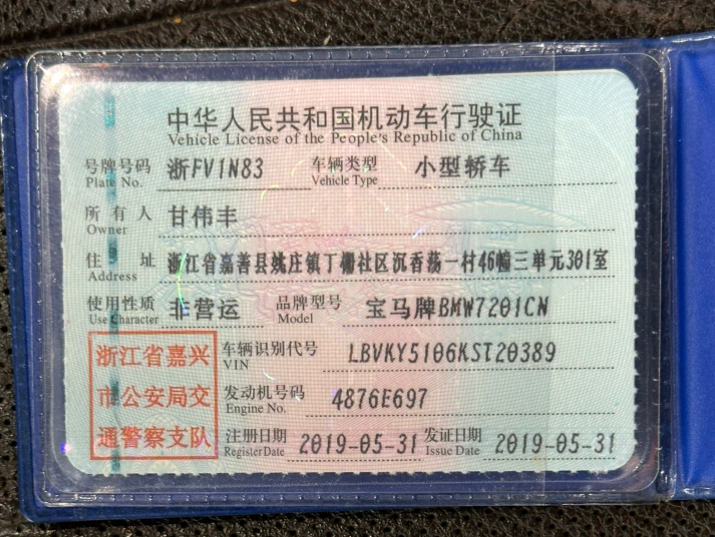 中华人民共和国机动车行驶证
Vehicle License of the People's Republic of China
号牌号码 浙FV1N83 车辆类型 小型轿车
Plate No. Vehicle Type
所有人 甘伟丰
Owner
住址 浙江省嘉善县姚庄镇丁栅社区沉香荡一村46幢三单元301室
Address
使用性质 非营运 品牌型号 宝马牌BMW7201CN
Use Character Model
浙江省嘉兴 车辆识别代号 LBVKY5106KST20389
VIN
市公安局交 发动机号码 4876E697
Engine No.
通警察支队 注册日期 2019-05-31 发证日期 2019-05-31
Register Date Issue Date